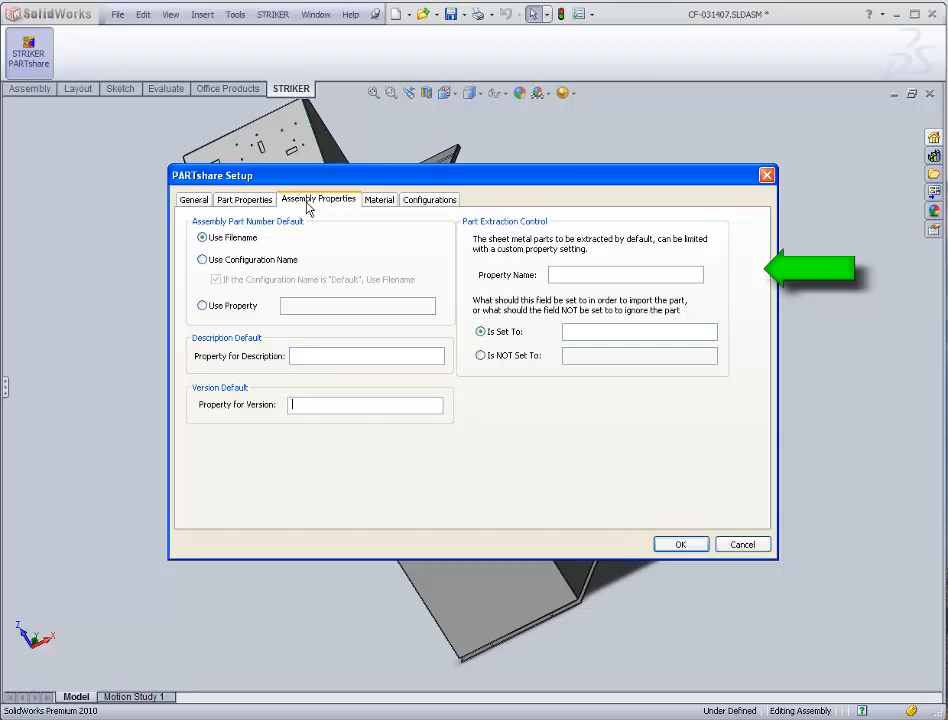 SolidWorks File Edit View Insert Tools STRIKER Window Help CF-031407.SLDASM *
STRIKER
PARTshare
Assembly Layout Sketch Evaluate Office Products STRIKER
PARTshare Setup
General Part Properties Assembly Properties Material Configurations
Assembly Part Number Default
Use Filename
Use Configuration Name
If the Configuration Name is "Default", Use Filename
Use Property
Description Default
Property for Description:
Version Default
Property for Version:
Part Extraction Control
The sheet metal parts to be extracted by default, can be limited
with a custom property setting.
Property Name:
What should this field be set to in order to import the part,
or what should the field NOT be set to to ignore the part
Is Set To:
Is NOT Set To:
OK Cancel
Z Y X
Model Motion Study 1
SolidWorks Premium 2010 Under Defined Editing Assembly